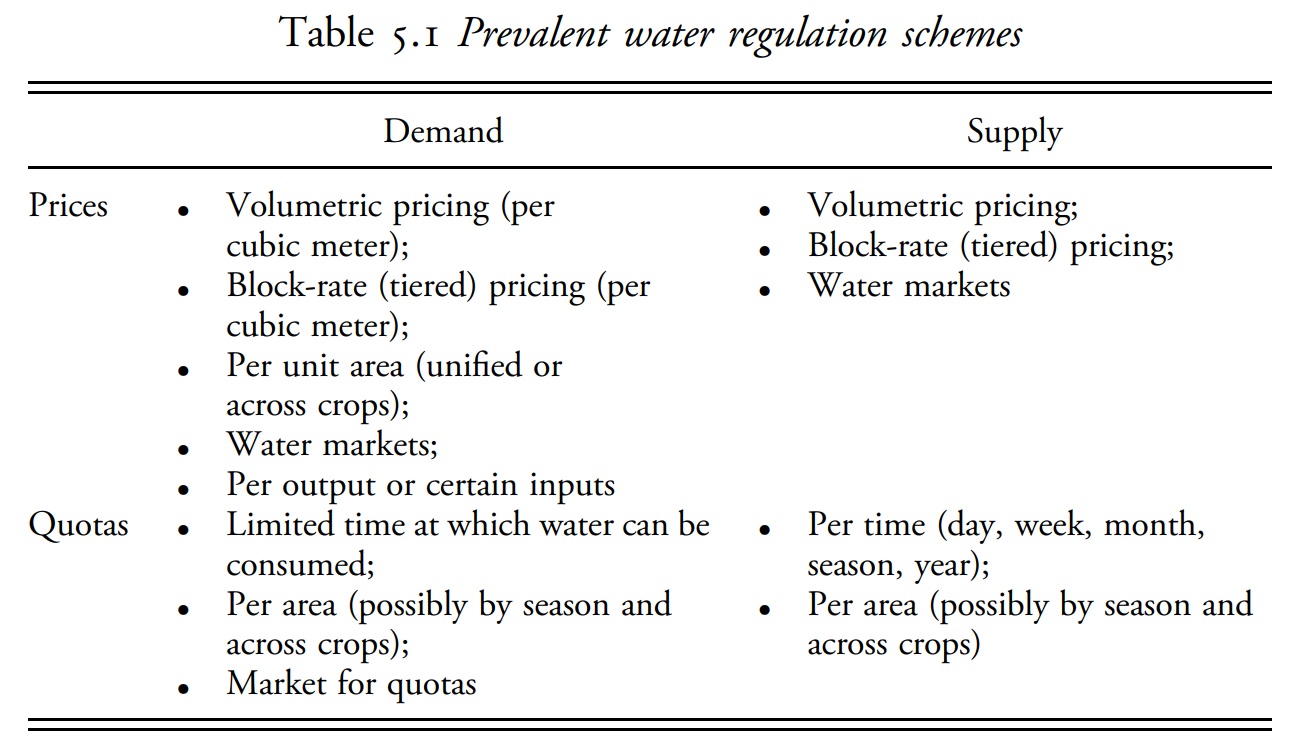 Table 5.1 Prevalent water regulation schemes
Demand Supply
Prices
• Volumetric pricing (per
cubic meter);
• Block-rate (tiered) pricing (per
cubic meter);
• Per unit area (unified or
across crops);
• Water markets;
• Per output or certain inputs
• Volumetric pricing;
• Block-rate (tiered) pricing;
• Water markets
Quotas
• Limited time at which water can be
consumed;
• Per area (possibly by season and
across crops);
• Market for quotas
• Per time (day, week, month,
season, year);
• Per area (possibly by season and
across crops)